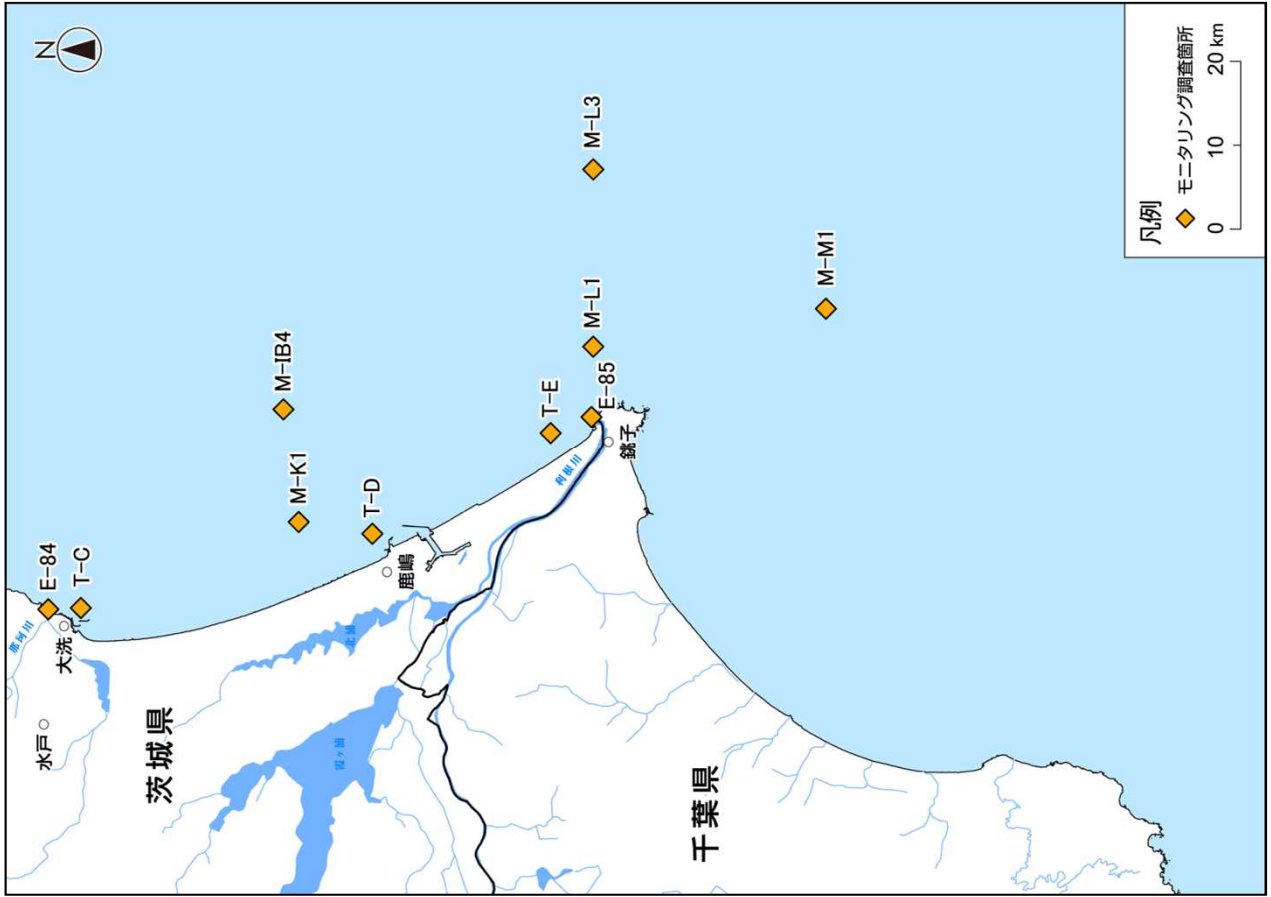 N
E-84
T-C
那珂川
大洗
水戸
M-IB4
M-K1
T-D
鹿嶋
北浦
茨城県
霞ヶ浦
T-E
利根川
E-85
銚子
M-L1
M-L3
千葉県
M-M1
凡例
モニタリング調査箇所
0 10 20 km